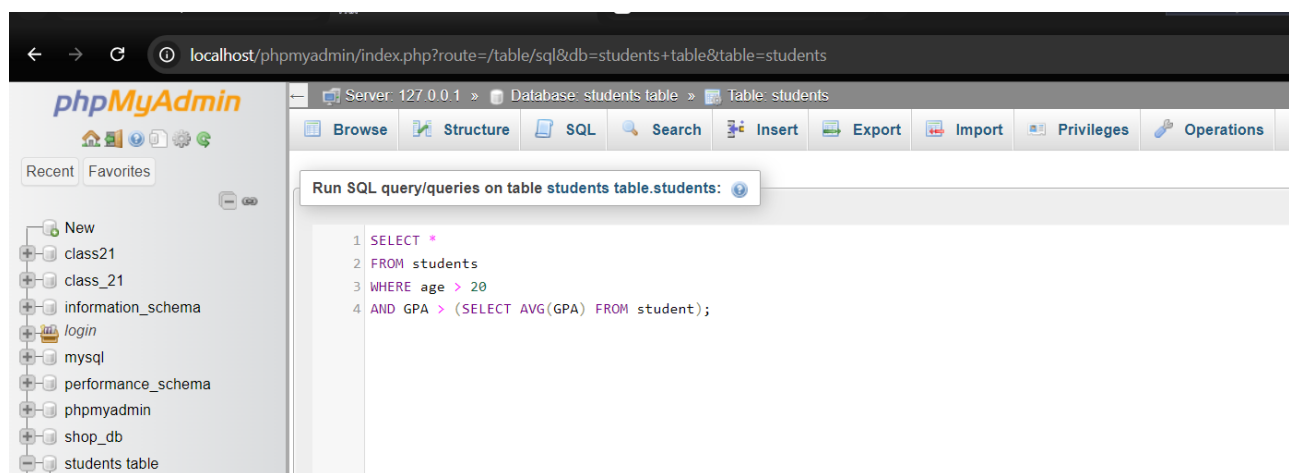 localhost/phpmyadmin/index.php?route=/table/sql&db=students+table&table=students
phpMyAdmin
Server: 127.0.0.1 » Database: students table » Table: students
Browse Structure SQL Search Insert Export Import Privileges Operations
Recent Favorites
Run SQL query/queries on table students table.students:
New
class21
class_21
information_schema
login
mysql
performance_schema
phpmyadmin
shop_db
students table
1 SELECT *
2 FROM students
3 WHERE age > 20
4 AND GPA > (SELECT AVG(GPA) FROM student);